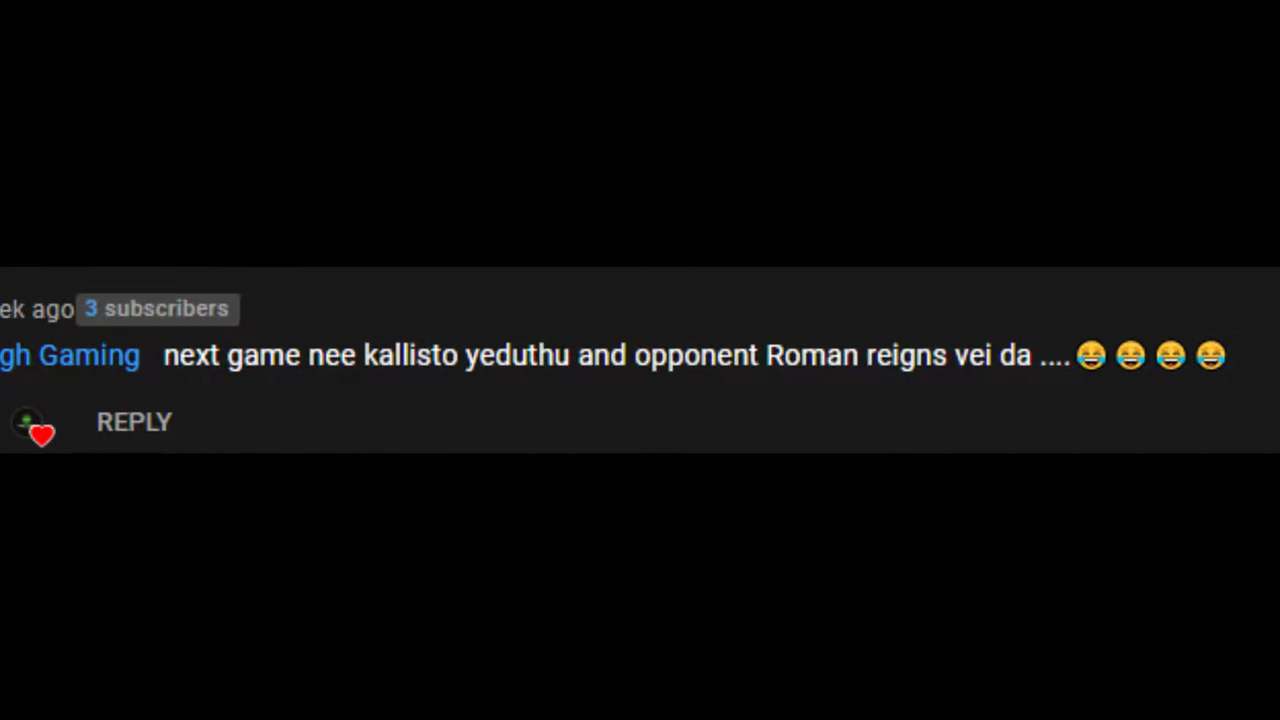 ek ago 3 subscribers
gh Gaming next game nee kallisto yeduthu and opponent Roman reigns vei da ....😂😂😂😂
REPLY